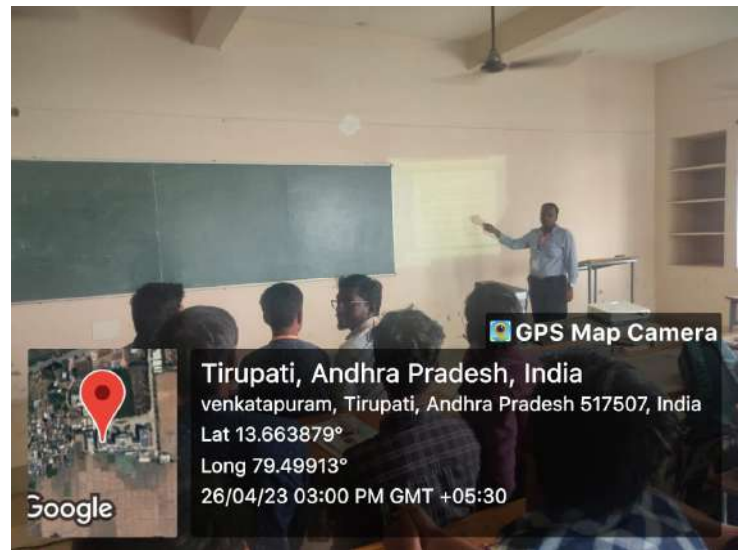 GPS Map Camera
Tirupati, Andhra Pradesh, India
venkatapuram, Tirupati, Andhra Pradesh 517507, India
Lat 13.663879°
Long 79.49913°
26/04/23 03:00 PM GMT +05:30
Google